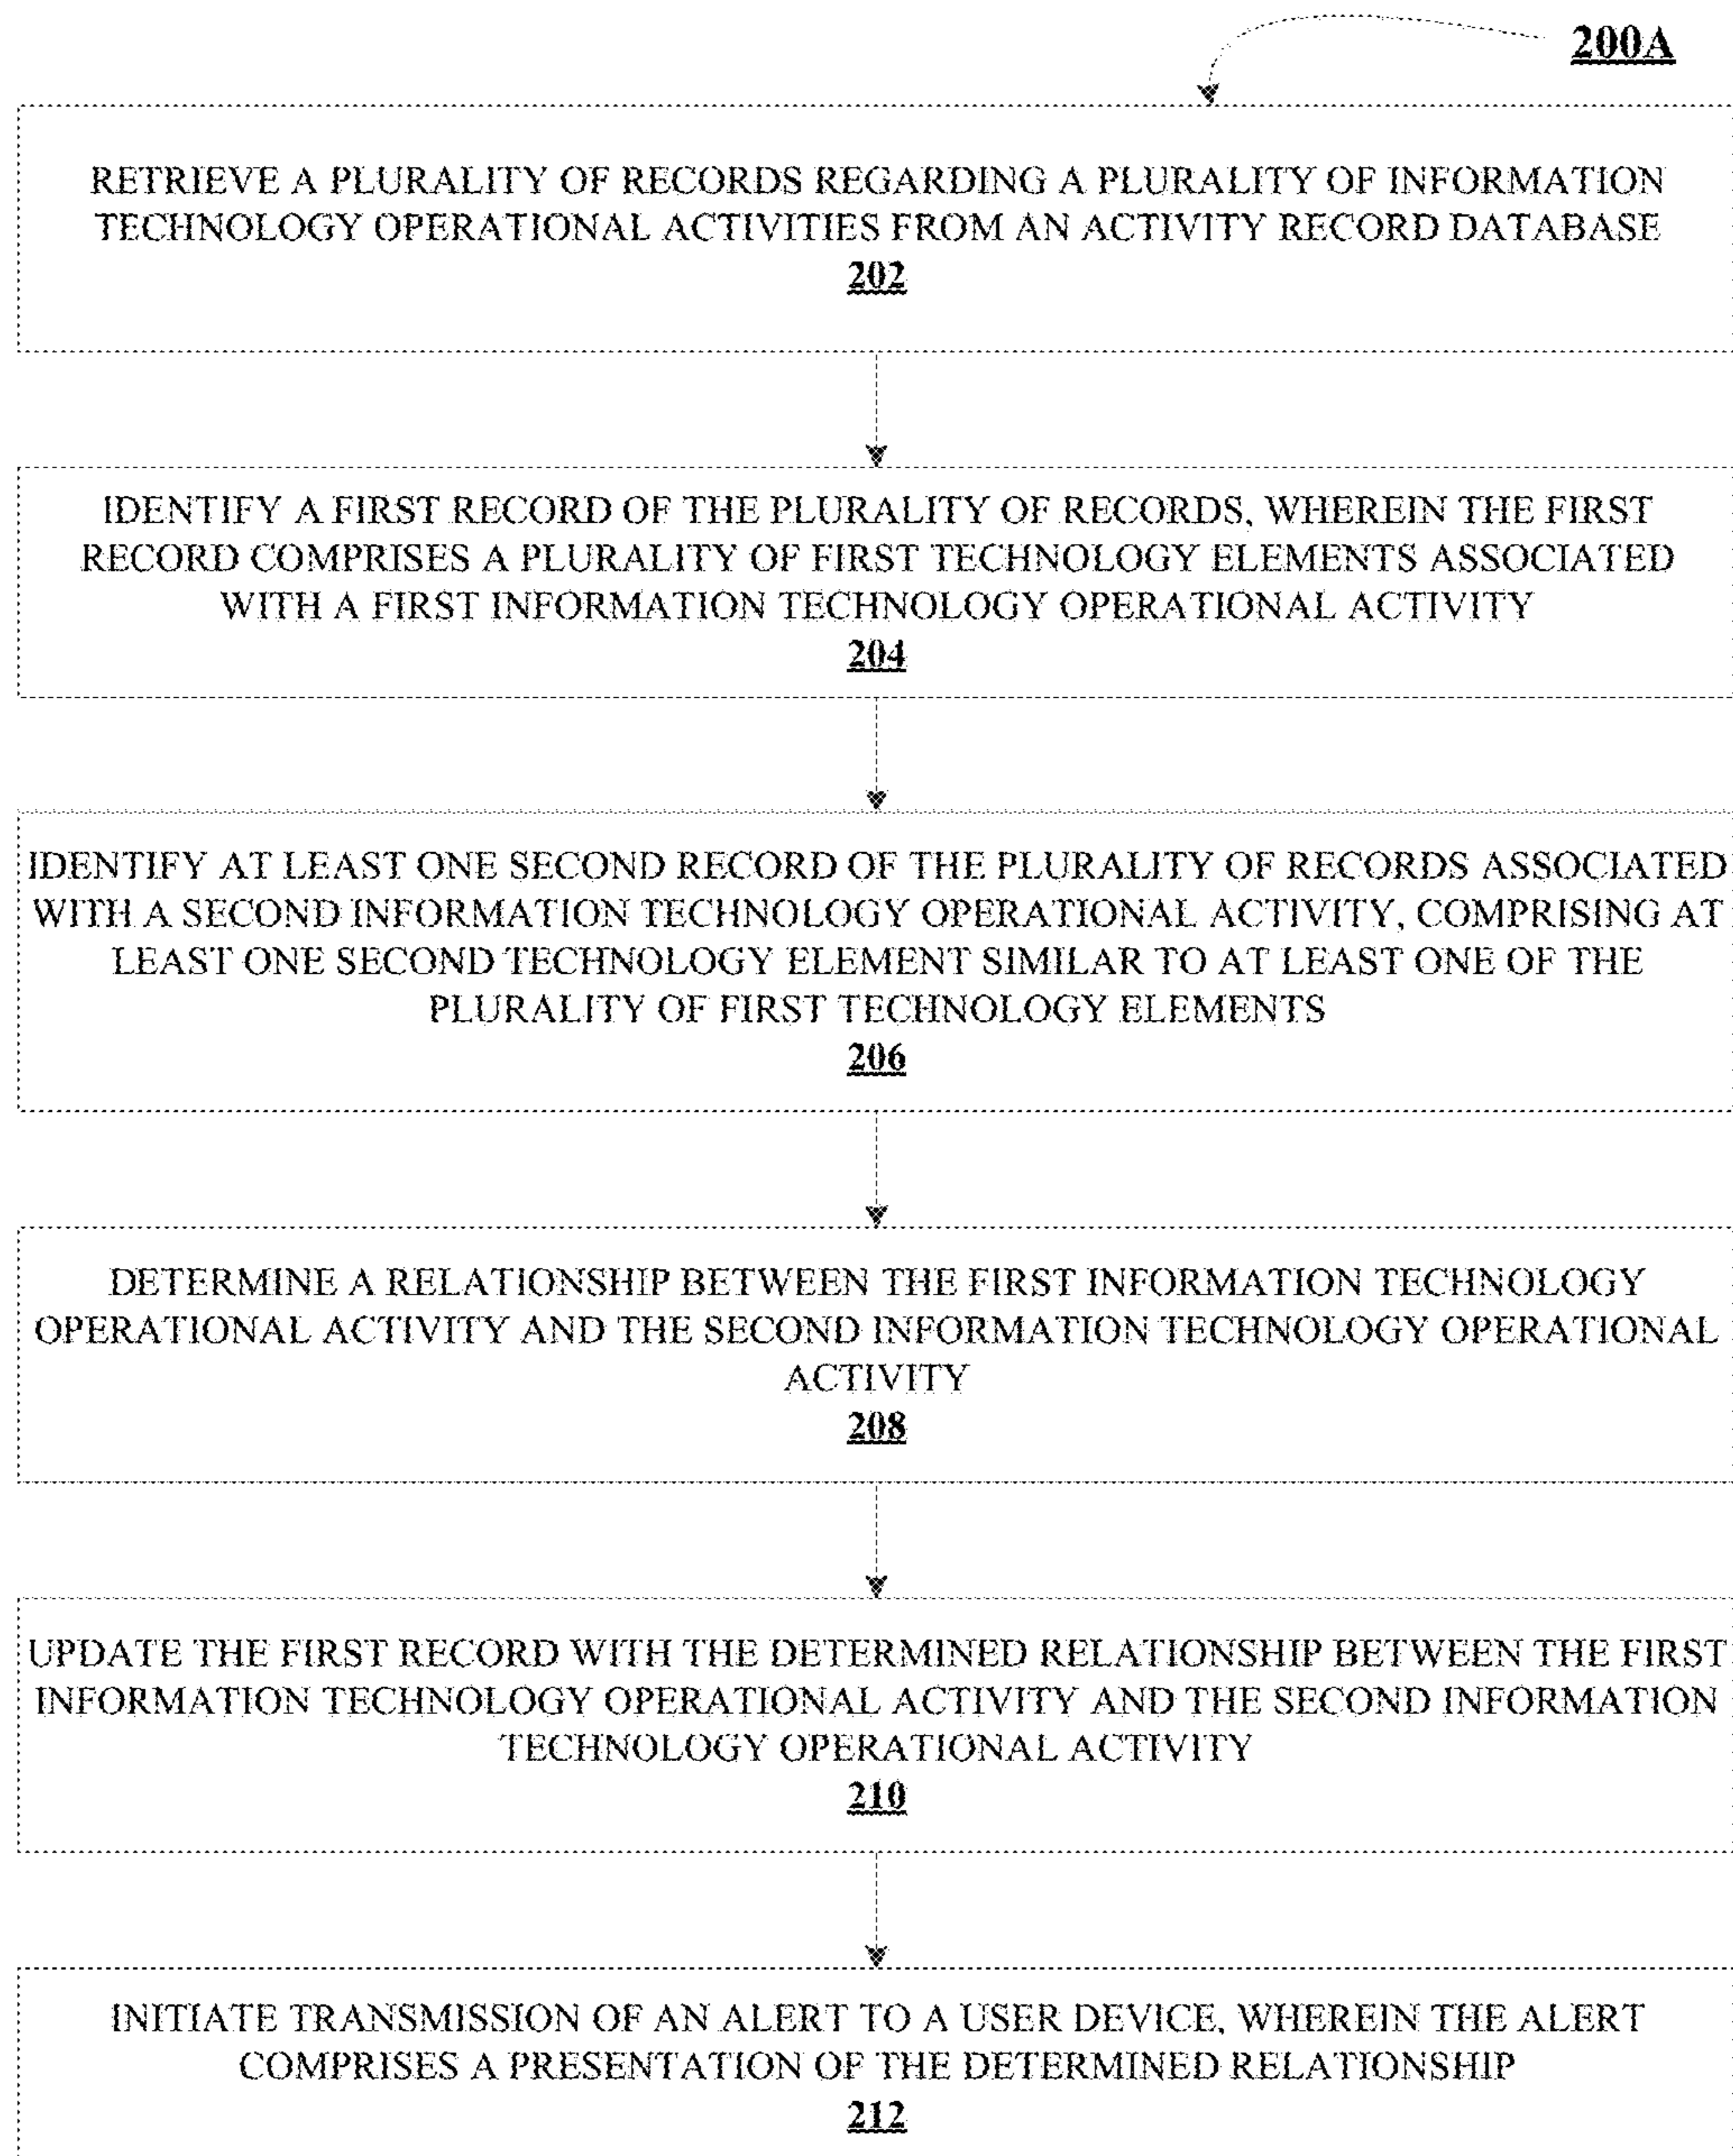 200A
RETRIEVE A PLURALITY OF RECORDS REGARDING A PLURALITY OF INFORMATION
TECHNOLOGY OPERATIONAL ACTIVITIES FROM AN ACTIVITY RECORD DATABASE
202
IDENTIFY A FIRST RECORD OF THE PLURALITY OF RECORDS, WHEREIN THE FIRST
RECORD COMPRISES A PLURALITY OF FIRST TECHNOLOGY ELEMENTS ASSOCIATED
WITH A FIRST INFORMATION TECHNOLOGY OPERATIONAL ACTIVITY
204
IDENTIFY AT LEAST ONE SECOND RECORD OF THE PLURALITY OF RECORDS ASSOCIATED
WITH A SECOND INFORMATION TECHNOLOGY OPERATIONAL ACTIVITY, COMPRISING AT
LEAST ONE SECOND TECHNOLOGY ELEMENT SIMILAR TO AT LEAST ONE OF THE
PLURALITY OF FIRST TECHNOLOGY ELEMENTS
206
DETERMINE A RELATIONSHIP BETWEEN THE FIRST INFORMATION TECHNOLOGY
OPERATIONAL ACTIVITY AND THE SECOND INFORMATION TECHNOLOGY OPERATIONAL
ACTIVITY
208
UPDATE THE FIRST RECORD WITH THE DETERMINED RELATIONSHIP BETWEEN THE FIRST
INFORMATION TECHNOLOGY OPERATIONAL ACTIVITY AND THE SECOND INFORMATION
TECHNOLOGY OPERATIONAL ACTIVITY
210
INITIATE TRANSMISSION OF AN ALERT TO A USER DEVICE, WHEREIN THE ALERT
COMPRISES A PRESENTATION OF THE DETERMINED RELATIONSHIP
212